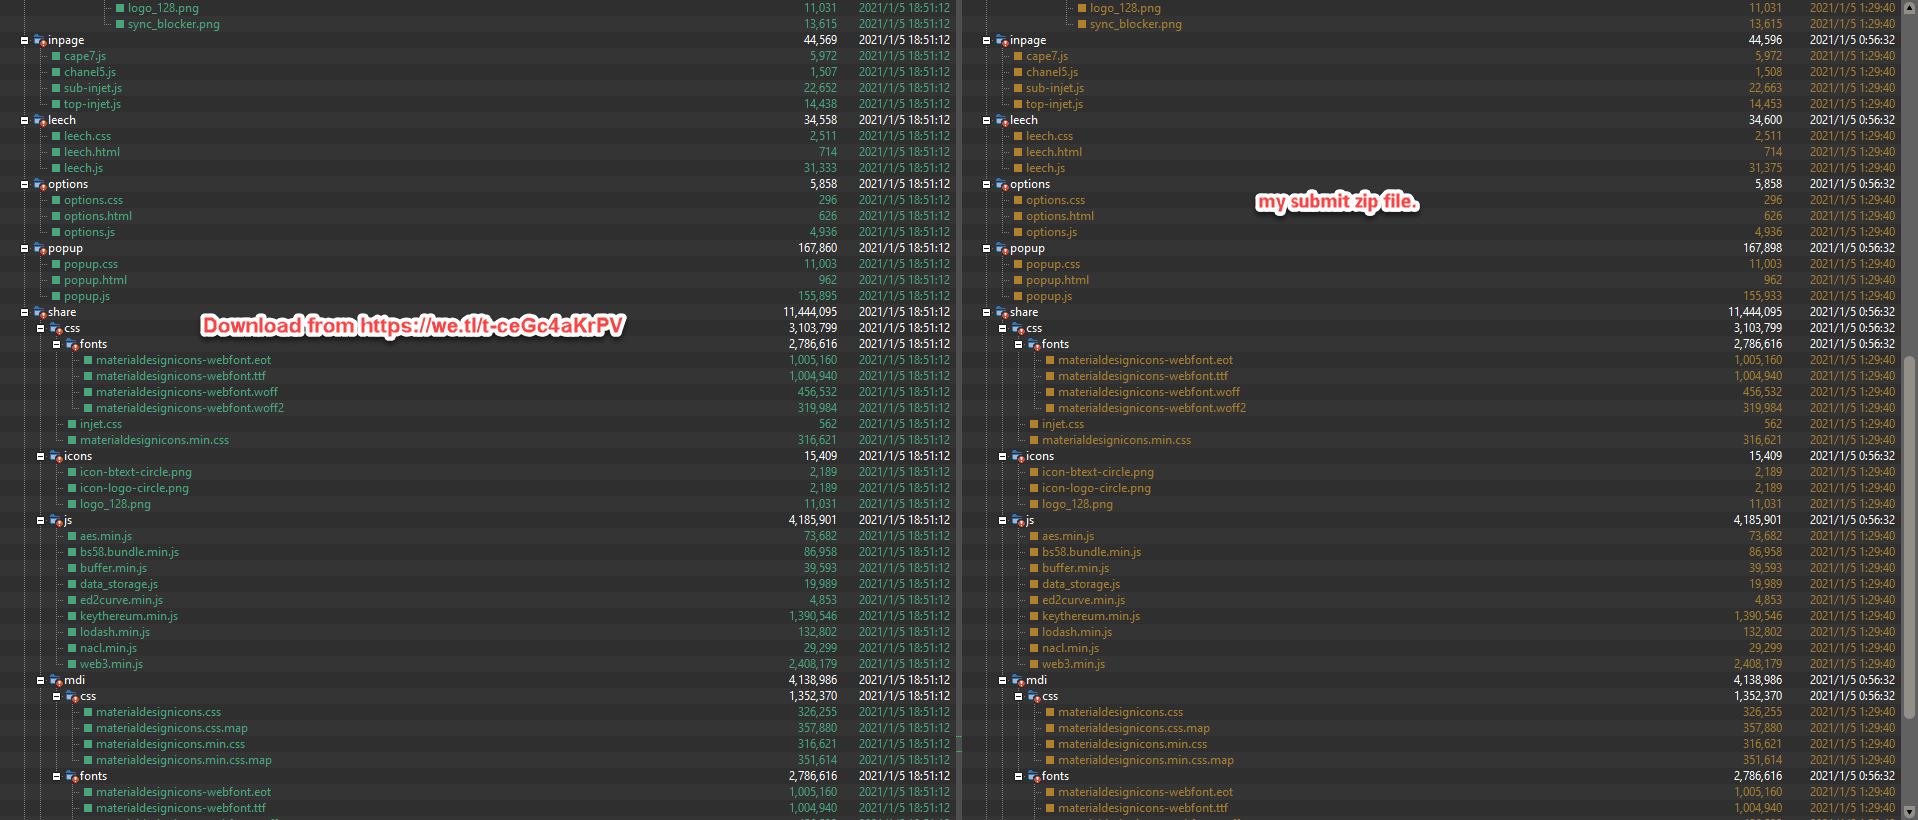 logo_128.png 11,031 2021/1/5 18:51:12 logo_128.png 11,031 2021/1/5 1:29:40
sync_blocker.png 13,615 2021/1/5 18:51:12 sync_blocker.png 13,615 2021/1/5 1:29:40
inpage 44,569 2021/1/5 18:51:12 inpage 44,596 2021/1/5 0:56:32
cape7.js 5,972 2021/1/5 18:51:12 cape7.js 5,972 2021/1/5 1:29:40
chanel5.js 1,507 2021/1/5 18:51:12 chanel5.js 1,508 2021/1/5 1:29:40
sub-injet.js 22,652 2021/1/5 18:51:12 sub-injet.js 22,663 2021/1/5 1:29:40
top-injet.js 14,438 2021/1/5 18:51:12 top-injet.js 14,453 2021/1/5 1:29:40
leech 34,558 2021/1/5 18:51:12 leech 34,600 2021/1/5 0:56:32
leech.css 2,511 2021/1/5 18:51:12 leech.css 2,511 2021/1/5 1:29:40
leech.html 714 2021/1/5 18:51:12 leech.html 714 2021/1/5 1:29:40
leech.js 31,333 2021/1/5 18:51:12 leech.js 31,375 2021/1/5 1:29:40
options 5,858 2021/1/5 18:51:12 options 5,858 2021/1/5 0:56:32
options.css 296 2021/1/5 18:51:12 options.css my submit zip file. 296 2021/1/5 1:29:40
options.html 626 2021/1/5 18:51:12 options.html 626 2021/1/5 1:29:40
options.js 4,936 2021/1/5 18:51:12 options.js 4,936 2021/1/5 1:29:40
popup 167,860 2021/1/5 18:51:12 popup 167,898 2021/1/5 0:56:32
popup.css 11,003 2021/1/5 18:51:12 popup.css 11,003 2021/1/5 1:29:40
popup.html 962 2021/1/5 18:51:12 popup.html 962 2021/1/5 1:29:40
popup.js 155,895 2021/1/5 18:51:12 popup.js 155,933 2021/1/5 1:29:40
share 11,444,095 2021/1/5 18:51:12 share 11,444,095 2021/1/5 0:56:32
css Download from https://we.tl/t-ceGc4aKrPV 3,103,799 2021/1/5 18:51:12 css 3,103,799 2021/1/5 0:56:32
fonts 2,786,616 2021/1/5 18:51:12 fonts 2,786,616 2021/1/5 0:56:32
materialdesignicons-webfont.eot 1,005,160 2021/1/5 18:51:12 materialdesignicons-webfont.eot 1,005,160 2021/1/5 1:29:40
materialdesignicons-webfont.ttf 1,004,940 2021/1/5 18:51:12 materialdesignicons-webfont.ttf 1,004,940 2021/1/5 1:29:40
materialdesignicons-webfont.woff 456,532 2021/1/5 18:51:12 materialdesignicons-webfont.woff 456,532 2021/1/5 1:29:40
materialdesignicons-webfont.woff2 319,984 2021/1/5 18:51:12 materialdesignicons-webfont.woff2 319,984 2021/1/5 1:29:40
injet.css 562 2021/1/5 18:51:12 injet.css 562 2021/1/5 1:29:40
materialdesignicons.min.css 316,621 2021/1/5 18:51:12 materialdesignicons.min.css 316,621 2021/1/5 1:29:40
icons 15,409 2021/1/5 18:51:12 icons 15,409 2021/1/5 0:56:32
icon-btext-circle.png 2,189 2021/1/5 18:51:12 icon-btext-circle.png 2,189 2021/1/5 1:29:40
icon-logo-circle.png 2,189 2021/1/5 18:51:12 icon-logo-circle.png 2,189 2021/1/5 1:29:40
logo_128.png 11,031 2021/1/5 18:51:12 logo_128.png 11,031 2021/1/5 1:29:40
js 4,185,901 2021/1/5 18:51:12 js 4,185,901 2021/1/5 0:56:32
aes.min.js 73,682 2021/1/5 18:51:12 aes.min.js 73,682 2021/1/5 1:29:40
bs58.bundle.min.js 86,958 2021/1/5 18:51:12 bs58.bundle.min.js 86,958 2021/1/5 1:29:40
buffer.min.js 39,593 2021/1/5 18:51:12 buffer.min.js 39,593 2021/1/5 1:29:40
data_storage.js 19,989 2021/1/5 18:51:12 data_storage.js 19,989 2021/1/5 1:29:40
ed2curve.min.js 4,853 2021/1/5 18:51:12 ed2curve.min.js 4,853 2021/1/5 1:29:40
keythereum.min.js 1,390,546 2021/1/5 18:51:12 keythereum.min.js 1,390,546 2021/1/5 1:29:40
lodash.min.js 132,802 2021/1/5 18:51:12 lodash.min.js 132,802 2021/1/5 1:29:40
nacl.min.js 29,299 2021/1/5 18:51:12 nacl.min.js 29,299 2021/1/5 1:29:40
web3.min.js 2,408,179 2021/1/5 18:51:12 web3.min.js 2,408,179 2021/1/5 1:29:40
mdi 4,138,986 2021/1/5 18:51:12 mdi 4,138,986 2021/1/5 0:56:32
css 1,352,370 2021/1/5 18:51:12 css 1,352,370 2021/1/5 0:56:32
materialdesignicons.css 326,255 2021/1/5 18:51:12 materialdesignicons.css 326,255 2021/1/5 1:29:40
materialdesignicons.css.map 357,880 2021/1/5 18:51:12 materialdesignicons.css.map 357,880 2021/1/5 1:29:40
materialdesignicons.min.css 316,621 2021/1/5 18:51:12 materialdesignicons.min.css 316,621 2021/1/5 1:29:40
materialdesignicons.min.css.map 351,614 2021/1/5 18:51:12 materialdesignicons.min.css.map 351,614 2021/1/5 1:29:40
fonts 2,786,616 2021/1/5 18:51:12 fonts 2,786,616 2021/1/5 0:56:32
materialdesignicons-webfont.eot 1,005,160 2021/1/5 18:51:12 materialdesignicons-webfont.eot 1,005,160 2021/1/5 1:29:40
materialdesignicons-webfont.ttf 1,004,940 2021/1/5 18:51:12 materialdesignicons-webfont.ttf 1,004,940 2021/1/5 1:29:40